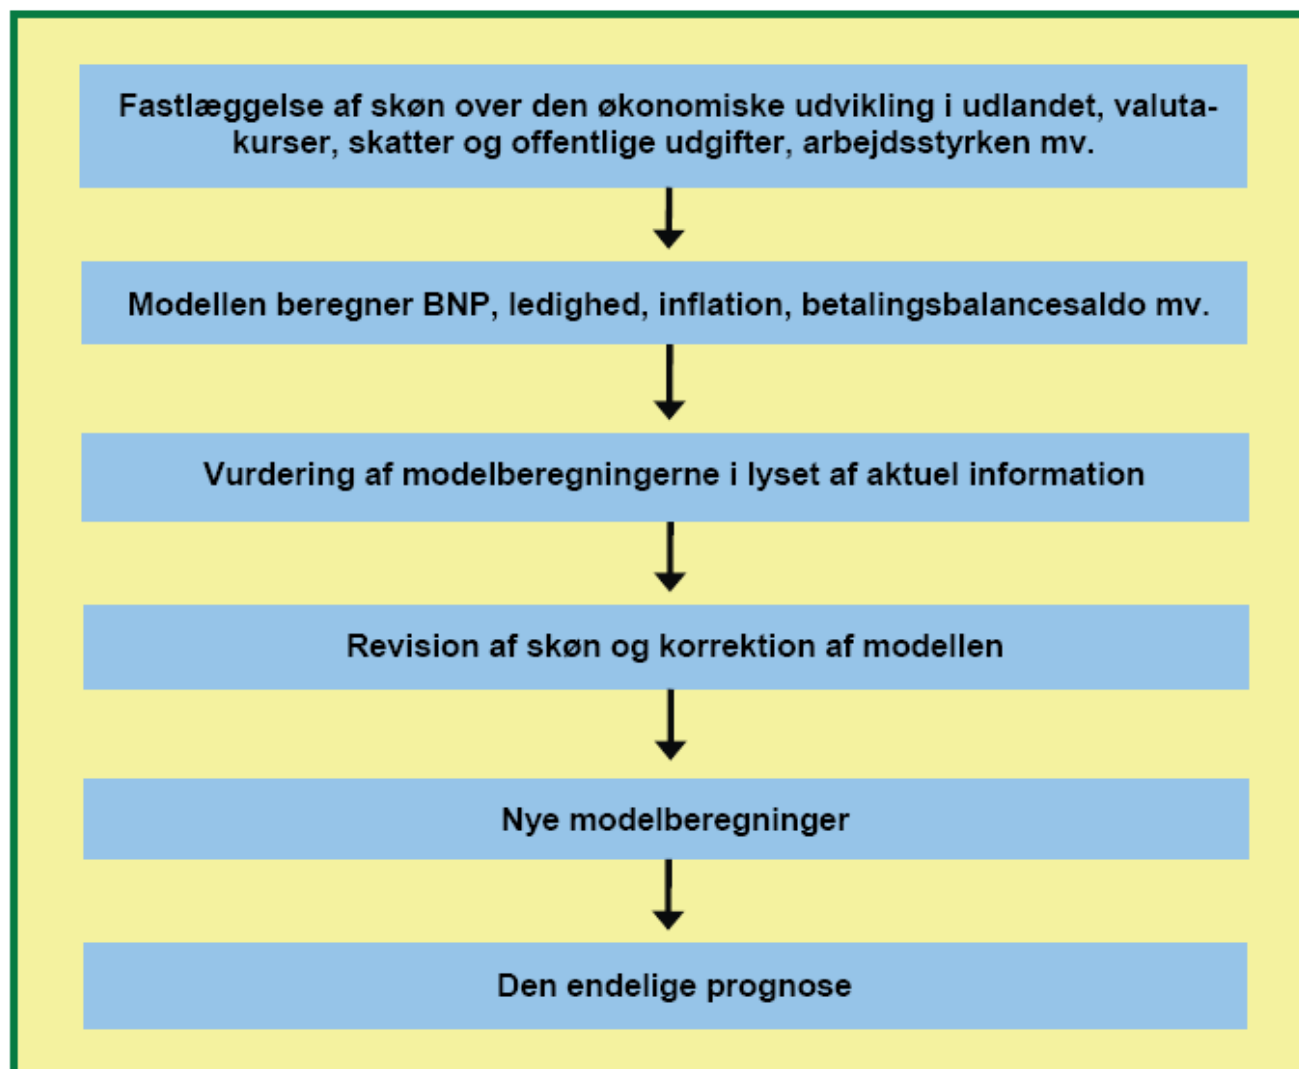 Fastlæggelse af skøn over den økonomiske udvikling i udlandet, valuta-
kurser, skatter og offentlige udgifter, arbejdsstyrken mv.
Modellen beregner BNP, ledighed, inflation, betalingsbalancesaldo mv.
Vurdering af modelberegningerne i lyset af aktuel information
Revision af skøn og korrektion af modellen
Nye modelberegninger
Den endelige prognose